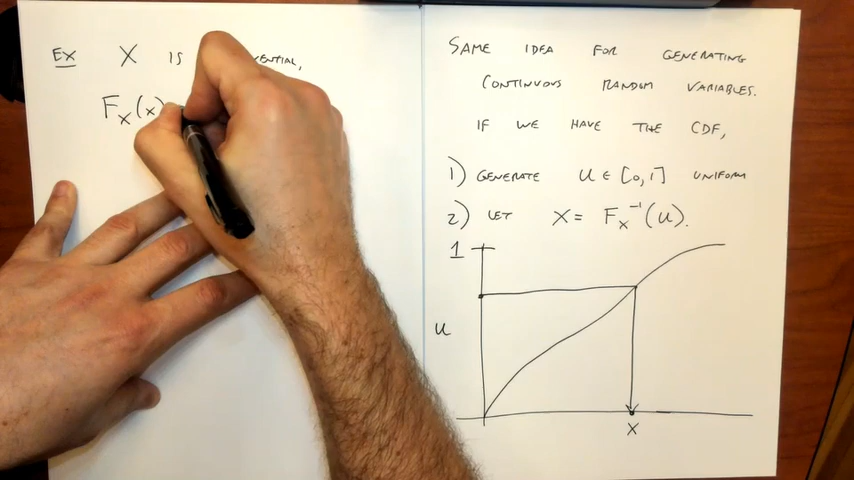 EX X IS
F_X(x)
SAME IDEA FOR GENERATING
CONTINUOUS RANDOM VARIABLES.
IF WE HAVE THE CDF,
1) GENERATE U ∈ [0,1] UNIFORM
2) LET X = F_X^{-1}(U).
1
U
X